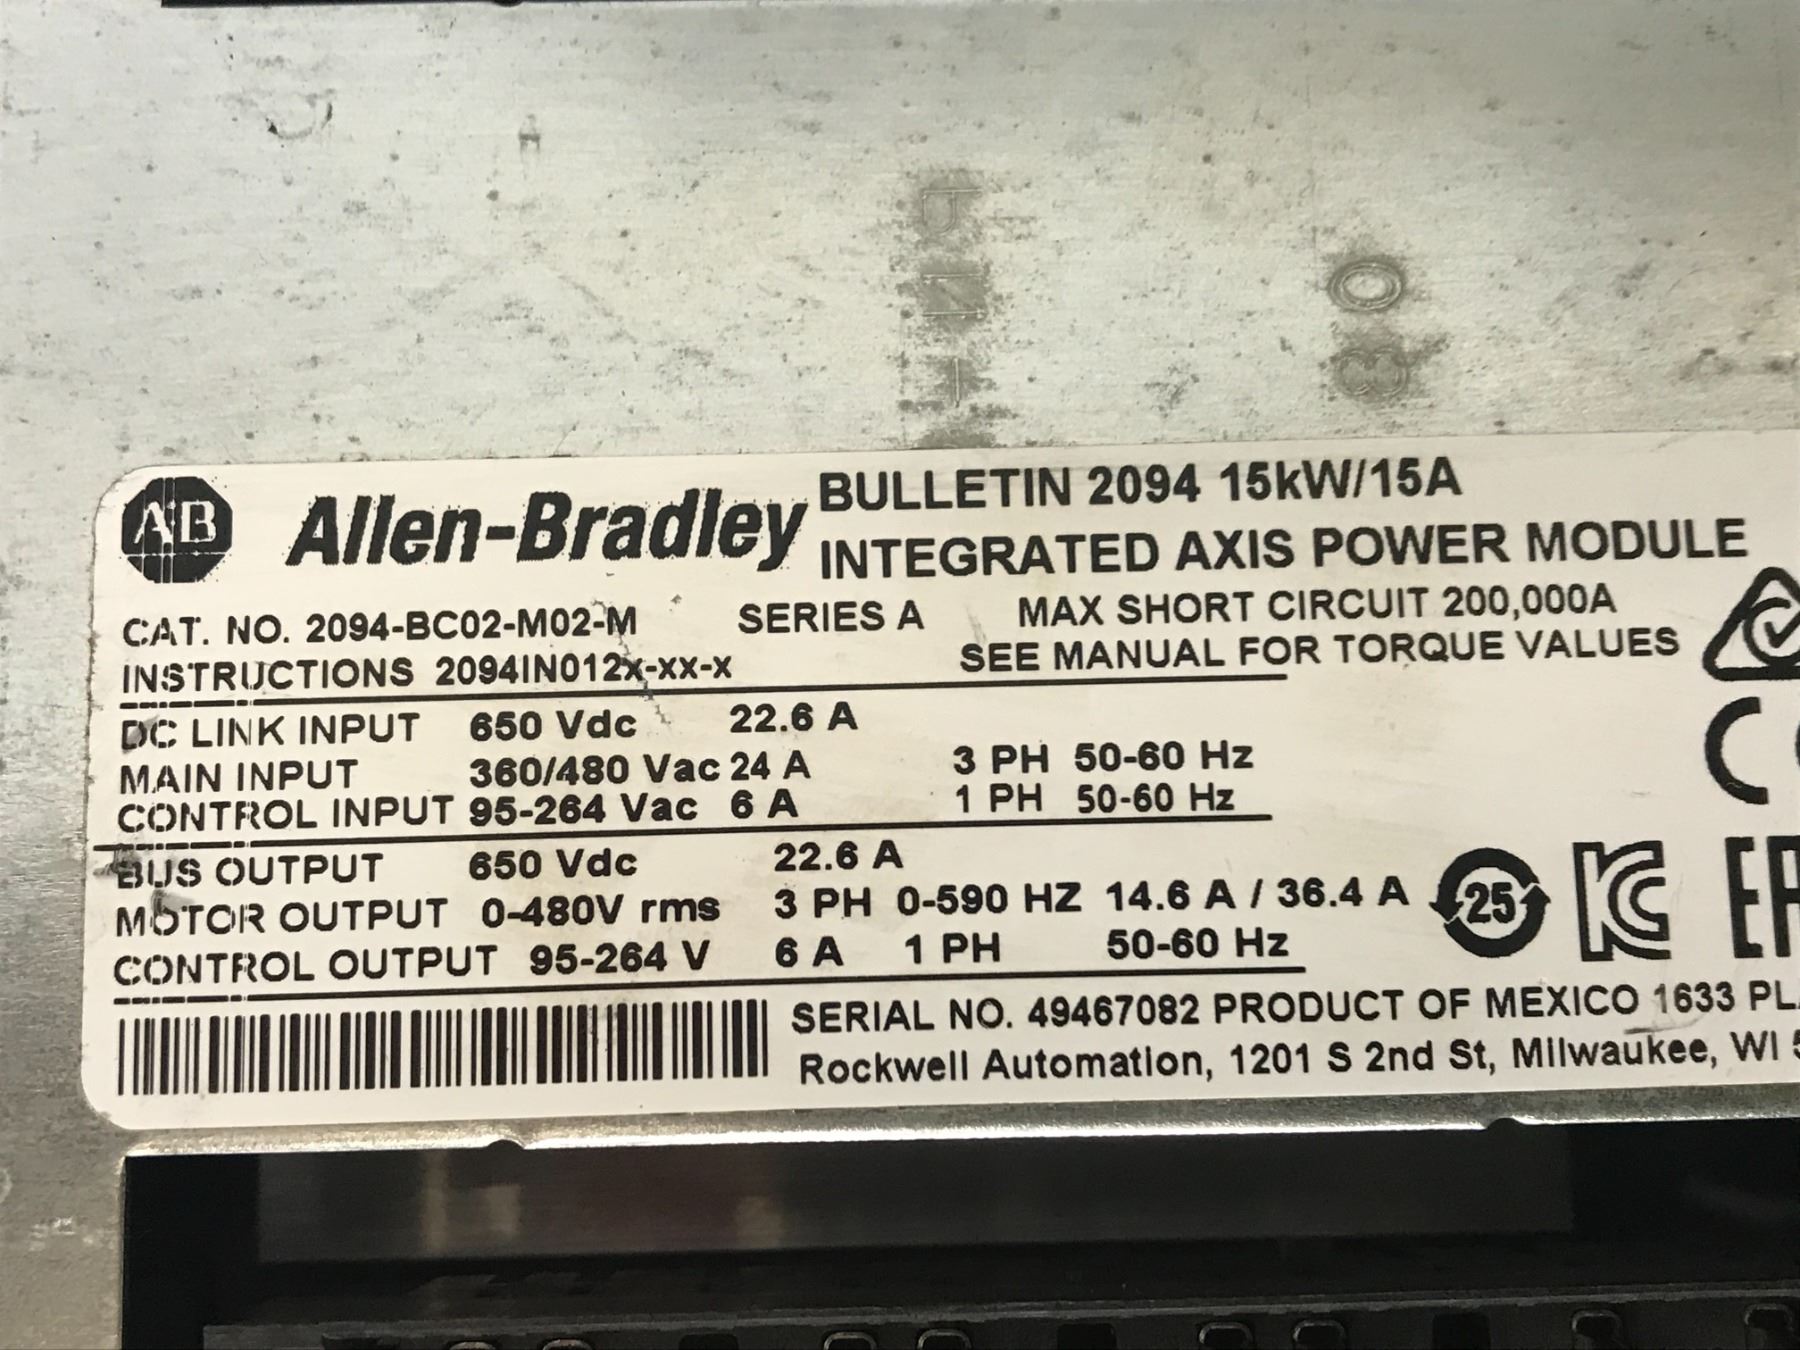 AB Allen-Bradley
BULLETIN 2094 15kW/15A
INTEGRATED AXIS POWER MODULE
CAT. NO. 2094-BC02-M02-M SERIES A MAX SHORT CIRCUIT 200,000A
INSTRUCTIONS 2094IN012x-xx-x SEE MANUAL FOR TORQUE VALUES
DC LINK INPUT 650 Vdc 22.6 A
MAIN INPUT 360/480 Vac 24 A 3 PH 50-60 Hz
CONTROL INPUT 95-264 Vac 6 A 1 PH 50-60 Hz
BUS OUTPUT 650 Vdc 22.6 A
MOTOR OUTPUT 0-480V rms 3 PH 0-590 HZ 14.6 A / 36.4 A
CONTROL OUTPUT 95-264 V 6 A 1 PH 50-60 Hz
25
SERIAL NO. 49467082 PRODUCT OF MEXICO 1633
Rockwell Automation, 1201 S 2nd St, Milwaukee, WI